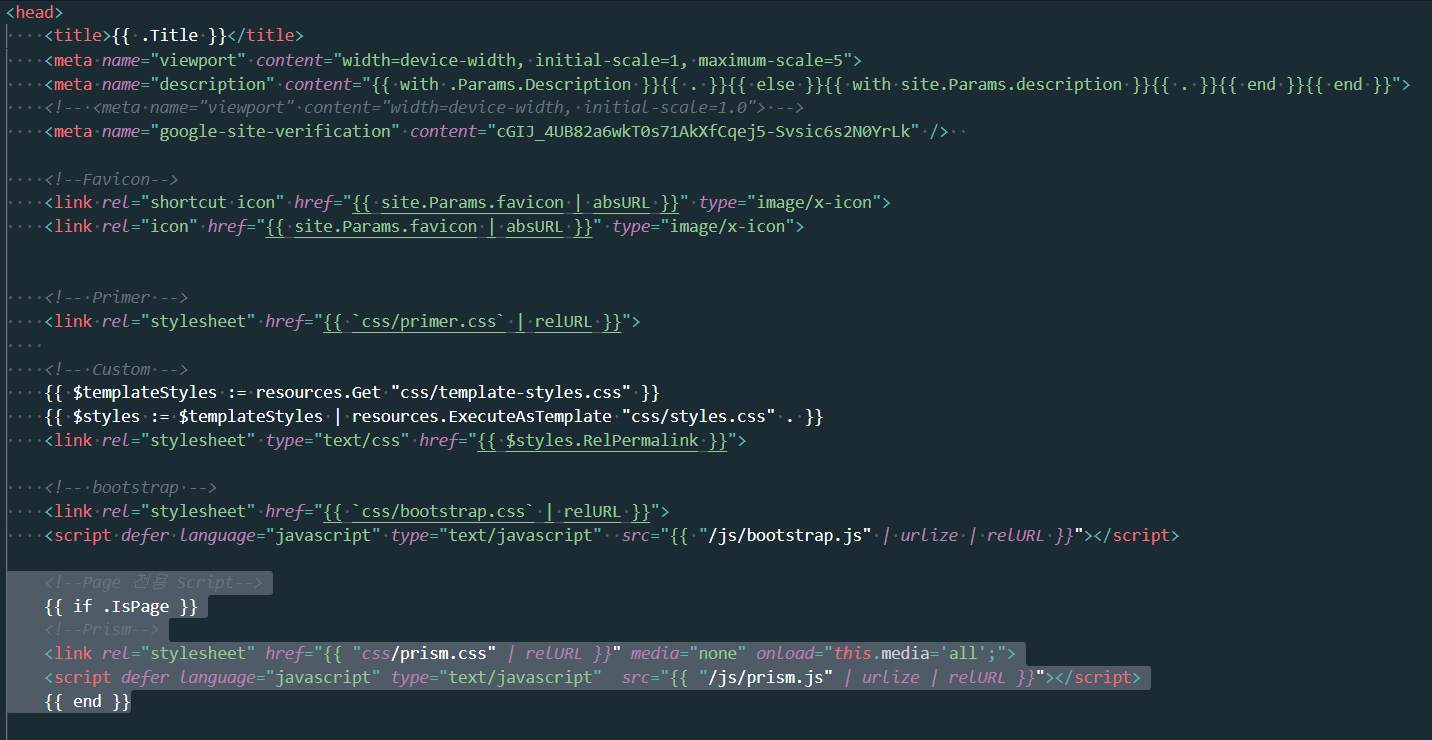 <head>
<title>{{ .Title }}</title>
<meta name="viewport" content="width=device-width, initial-scale=1, maximum-scale=5">
<meta name="description" content="{{ with .Params.Description }}{{ . }}{{ else }}{{ with site.Params.description }}{{ . }}{{ end }}{{ end }}">
<!-- <meta name="viewport" content="width=device-width, initial-scale=1.0"> -->
<meta name="google-site-verification" content="cGIJ_4UB82a6wkT0s71AkXfCqej5-Svsic6s2N0YrLk" />
<!--Favicon-->
<link rel="shortcut icon" href="{{ site.Params.favicon | absURL }}" type="image/x-icon">
<link rel="icon" href="{{ site.Params.favicon | absURL }}" type="image/x-icon">
<!-- Primer -->
<link rel="stylesheet" href="{{ `css/primer.css` | relURL }}">
<!-- Custom -->
{{ $templateStyles := resources.Get "css/template-styles.css" }}
{{ $styles := $templateStyles | resources.ExecuteAsTemplate "css/styles.css" . }}
<link rel="stylesheet" type="text/css" href="{{ $styles.RelPermalink }}">
<!-- bootstrap -->
<link rel="stylesheet" href="{{ `css/bootstrap.css` | relURL }}">
<script defer language="javascript" type="text/javascript"  src="{{ "/js/bootstrap.js" | urlize | relURL }}"></script>
<!--Page 전용 Script-->
{{ if .IsPage }}
<!--Prism-->
<link rel="stylesheet" href="{{ "css/prism.css" | relURL }}" media="none" onload="this.media='all';">
<script defer language="javascript" type="text/javascript"  src="{{ "/js/prism.js" | urlize | relURL }}"></script>
{{ end }}